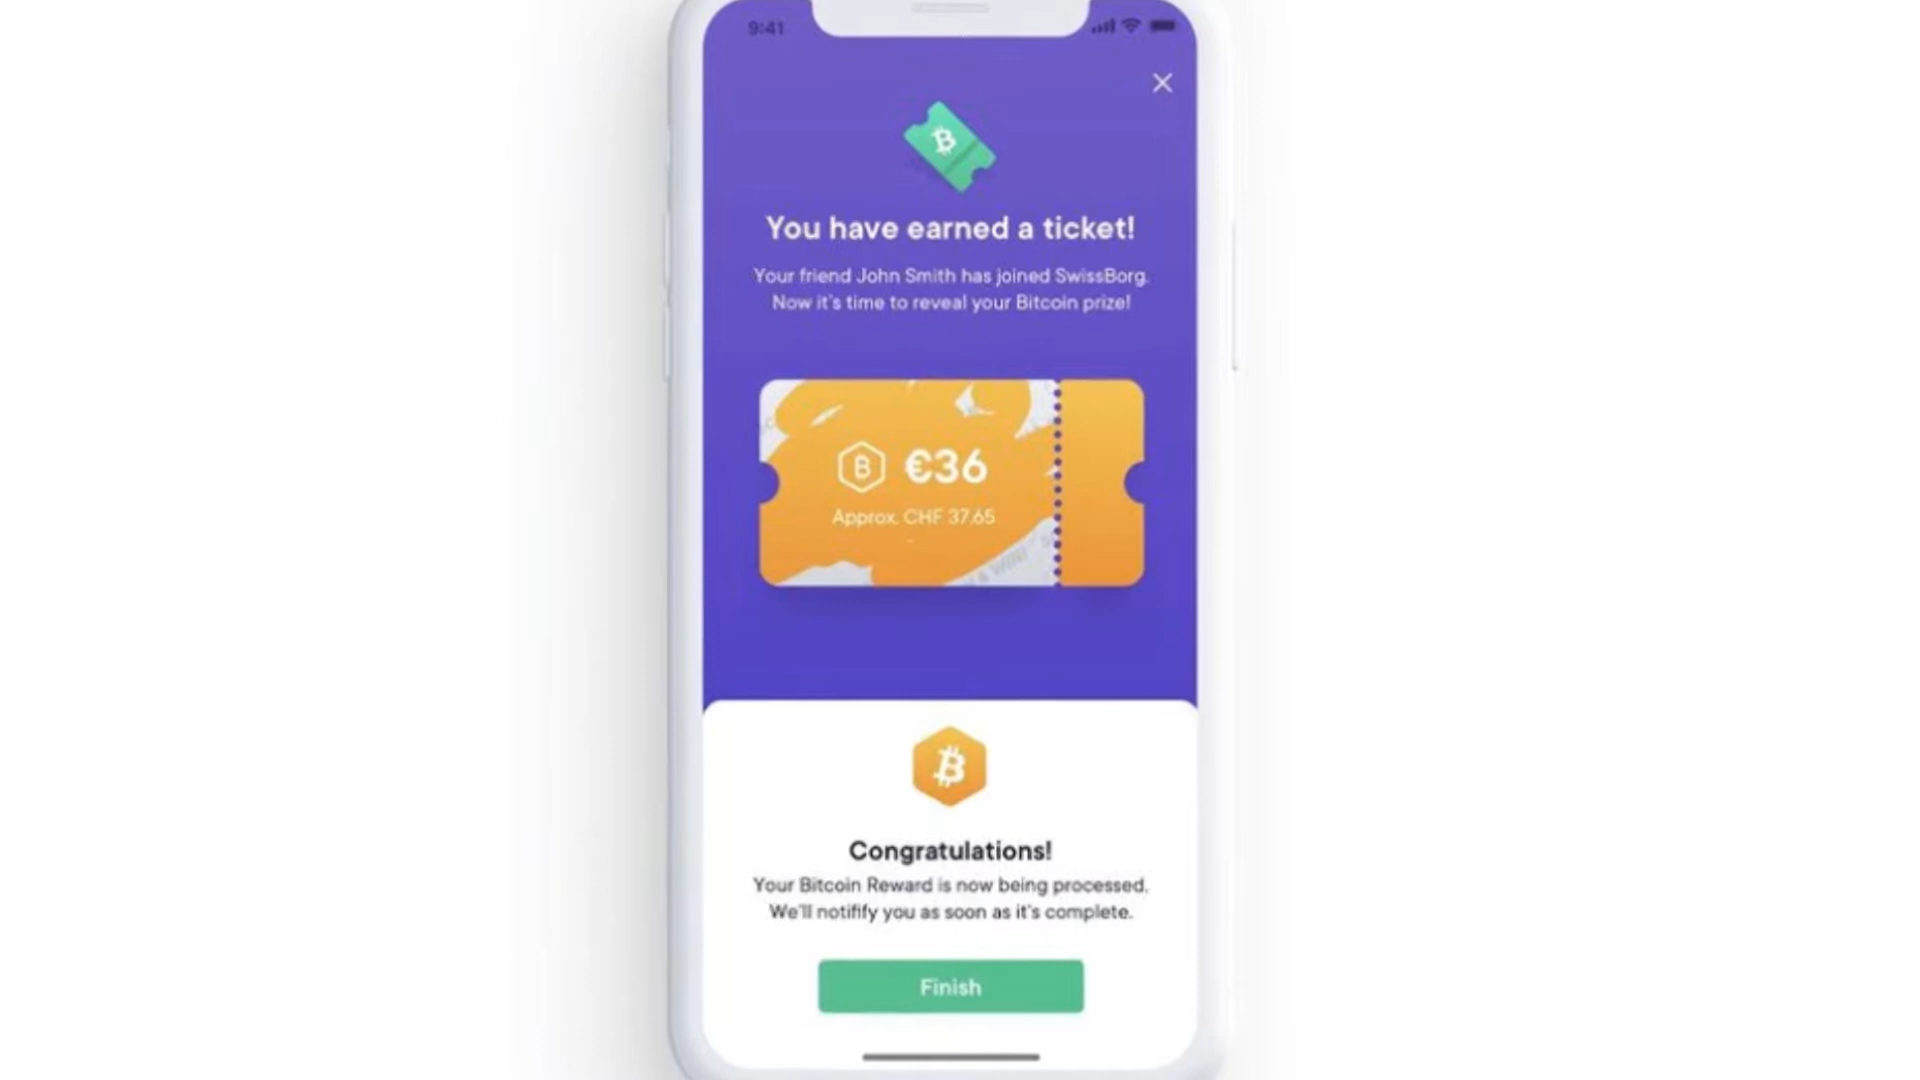 9:41
You have earned a ticket!
Your friend John Smith has joined SwissBorg.
Now it's time to reveal your Bitcoin prize!
€36
Approx. CHF 37.65
& WIN!
Congratulations!
Your Bitcoin Reward is now being processed.
We'll notifify you as soon as it's complete.
Finish